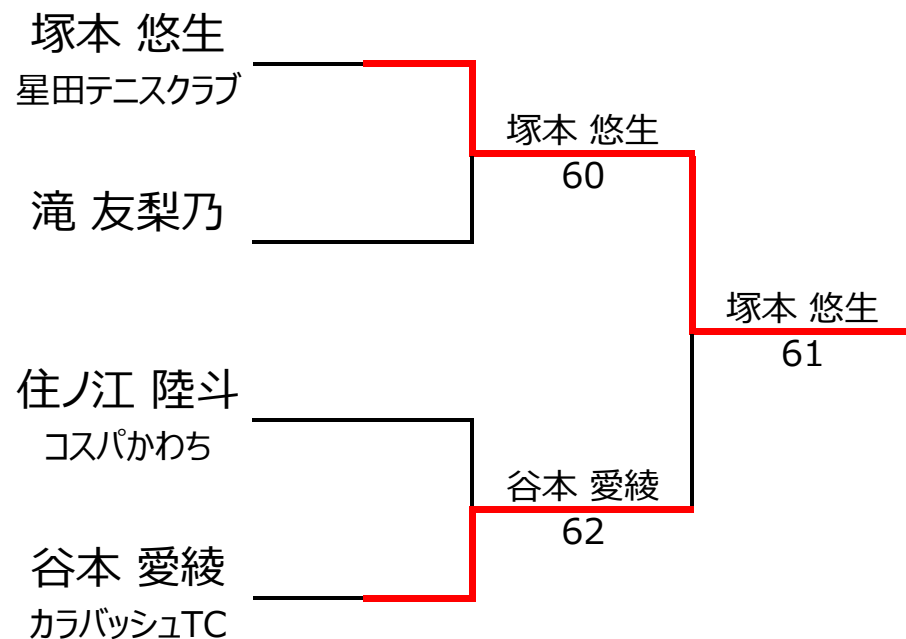 塚本 悠生
星田テニスクラブ
塚本 悠生
60
滝 友梨乃
塚本 悠生
61
住ノ江 陸斗
コスパかわち
谷本 愛綾
62
谷本 愛綾
カラバッシュTC